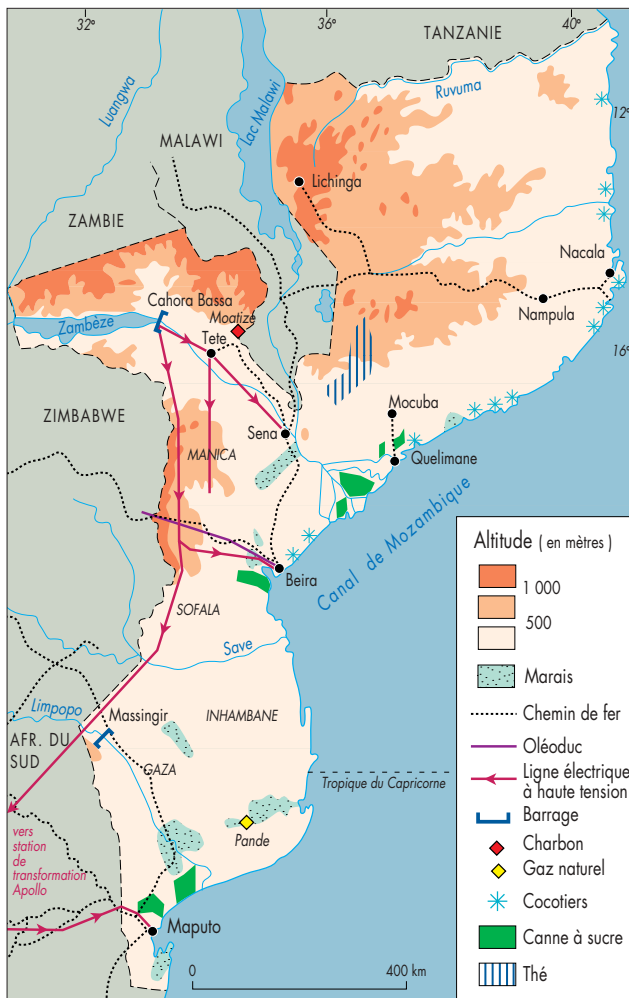 32°
36°
40°
TANZANIE
Luangwa
Lac Malawi
Ruvuma
12°
MALAWI
Lichinga
ZAMBIE
Nacala
Cahora Bassa
Moatize
Nampula
Zambèze
Tete
16°
ZIMBABWE
Mocuba
Sena
MANICA
Quelimane
Canal de Mozambique
Beira
SOFALA
Save
Limpopo
Massingir
INHAMBANE
AFR. DU
SUD
GAZA
Tropique du Capricorne
Pande
vers
station
de
transformation
Apollo
Maputo
0
400 km
Altitude (en mètres)
1 000
500
Marais
Chemin de fer
Oléoduc
Ligne électrique
à haute tension
Barrage
Charbon
Gaz naturel
Cocotiers
Canne à sucre
Thé